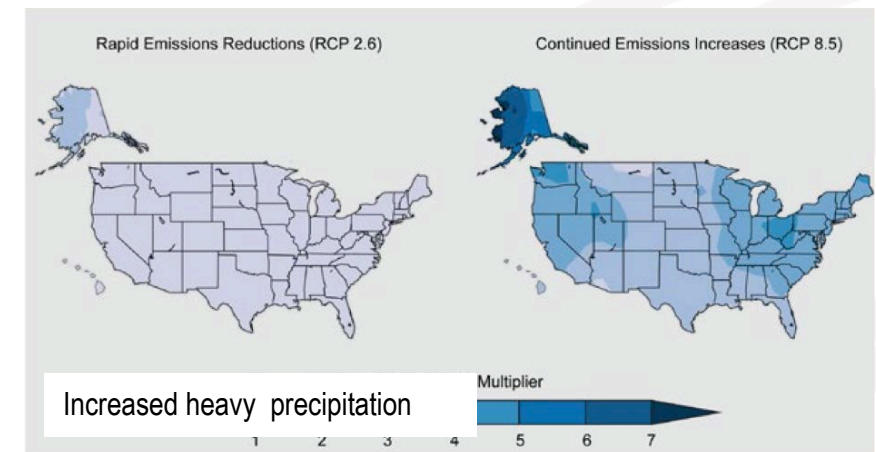 Rapid Emissions Reductions (RCP 2.6)
Continued Emissions Increases (RCP 8.5)
Multiplier
Increased heavy precipitation
1 2 3 4 5 6 7